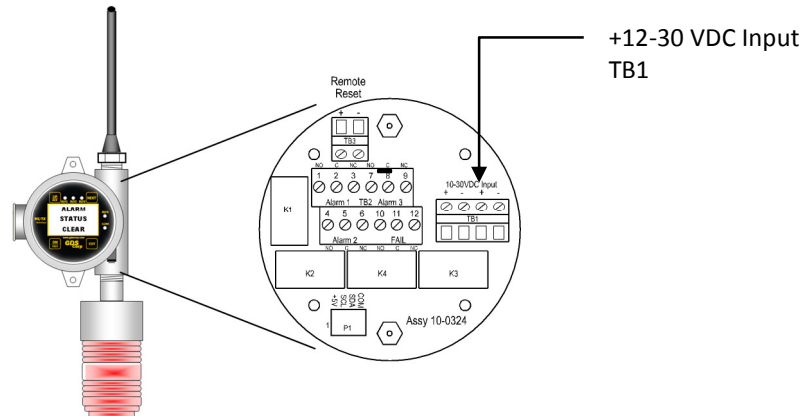 +12-30 VDC Input
TB1
Remote
Reset
+ -
TB3
NO C NC NO C NC
1 2 3 7 8 9
Alarm 1 TB2 Alarm 3
4 5 6 10 11 12
Alarm 2 FAIL
NO C NC NO C NC
10-30VDC Input
+ - + -
TB1
K1
K2 K4 K3
+5V
SCL
SDA
COM
1 P1
Assy 10-0324
NEXT
ALARM
STATUS
CLEAR
GDS
Corp